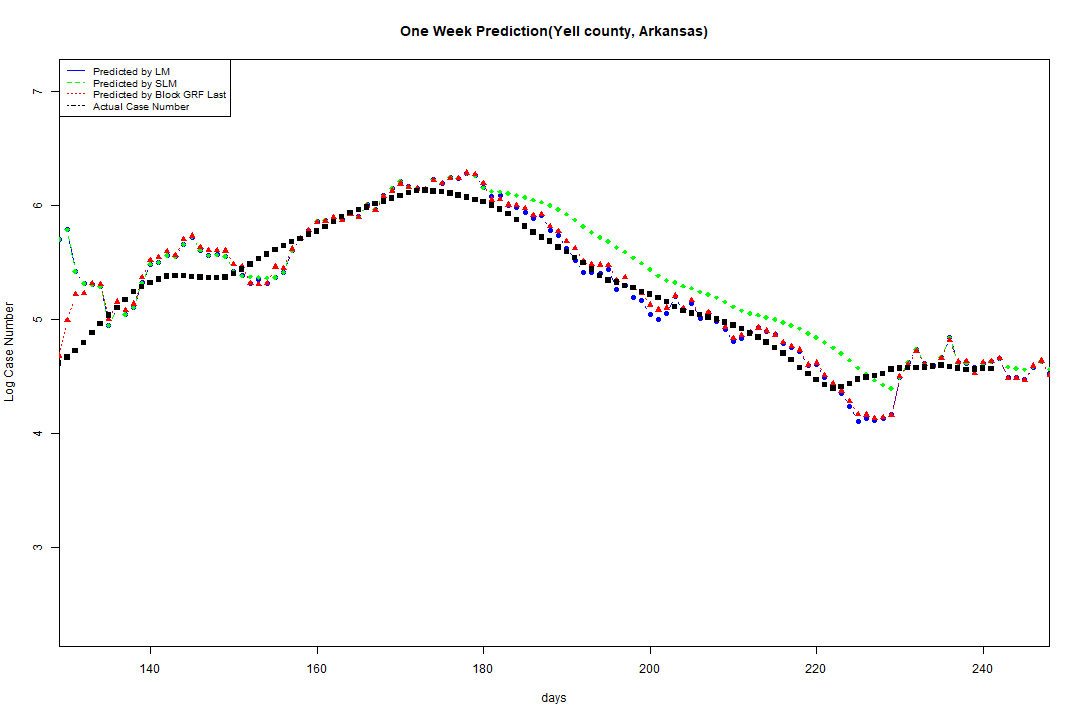 One Week Prediction(Yell county, Arkansas)
Predicted by LM
Predicted by SLM
Predicted by Block GRF Last
Actual Case Number
7
6
5
4
3
Log Case Number
140 160 180 200 220 240
days